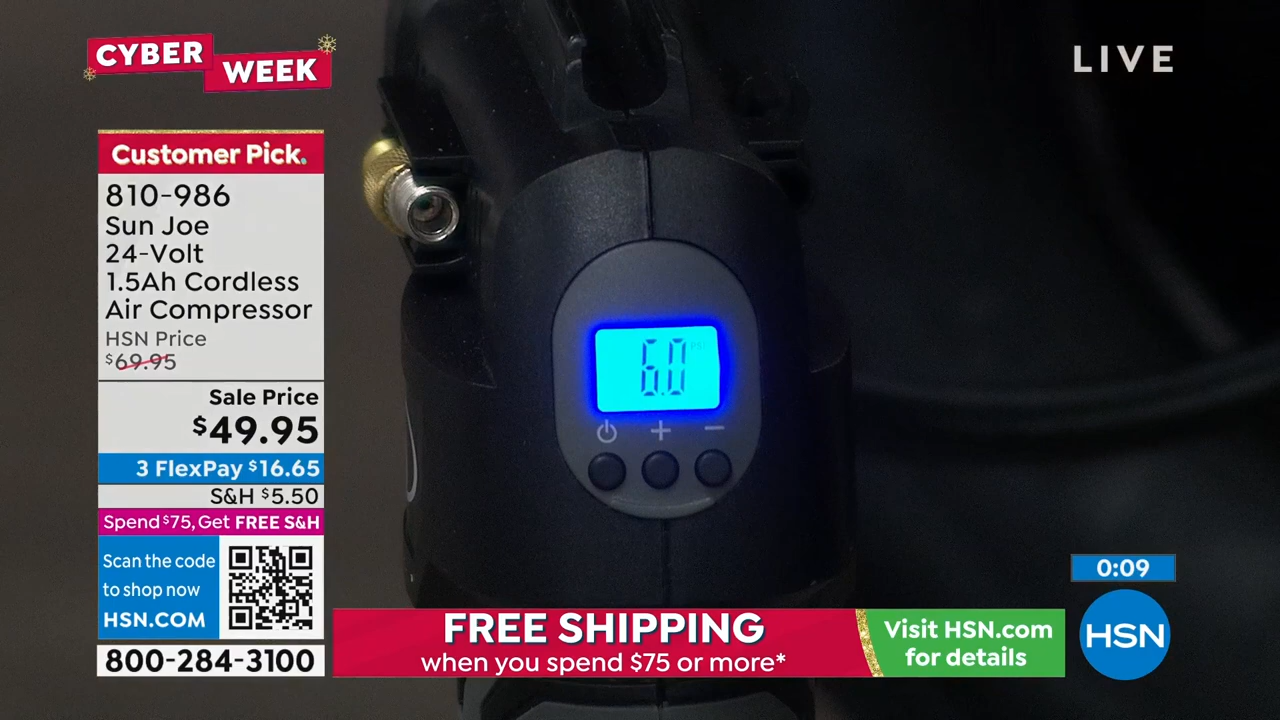 CYBER
WEEK
LIVE
Customer Pick.
810-986
Sun Joe
24-Volt
1.5Ah Cordless
Air Compressor
HSN Price
$69.95
Sale Price
$49.95
3 FlexPay $16.65
S&H $5.50
Spend $75, Get FREE S&H
Scan the code
to shop now
HSN.COM
800-284-3100
6.0 PSI
+ −
FREE SHIPPING
when you spend $75 or more*
Visit HSN.com
for details
0:09
HSN